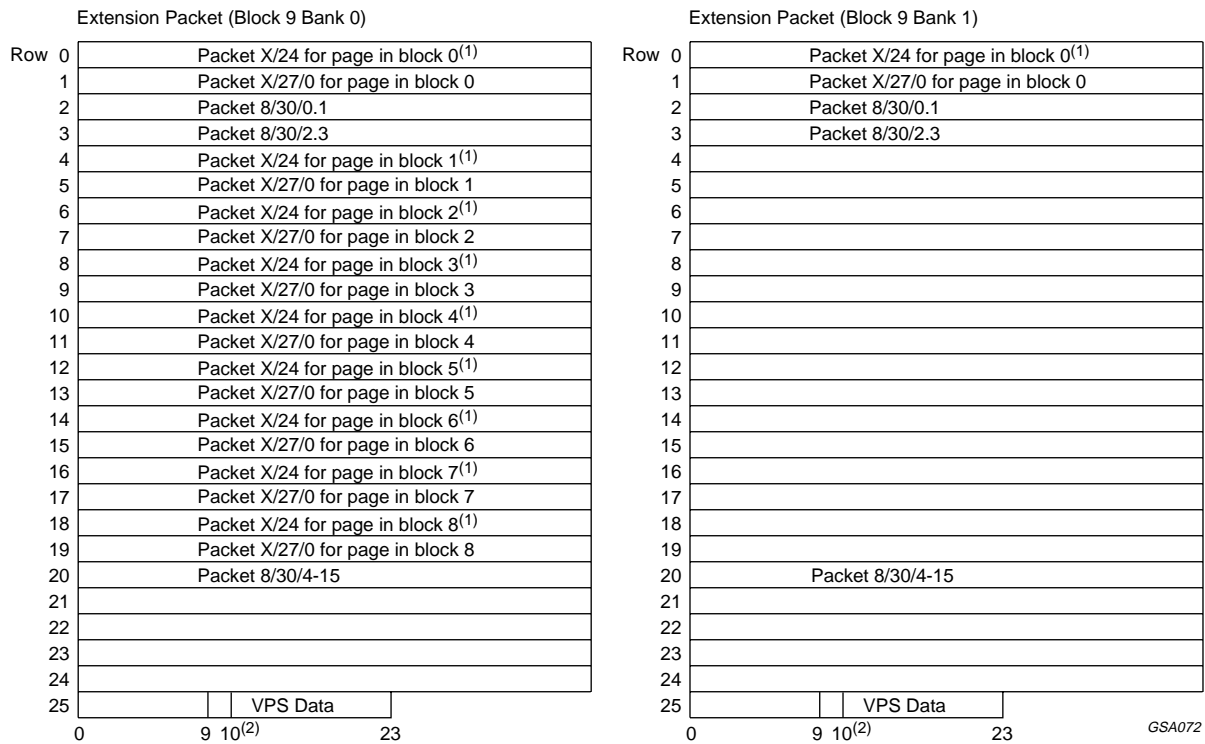 Extension Packet (Block 9 Bank 0)
Row 0 Packet X/24 for page in block 0(1)
1 Packet X/27/0 for page in block 0
2 Packet 8/30/0.1
3 Packet 8/30/2.3
4 Packet X/24 for page in block 1(1)
5 Packet X/27/0 for page in block 1
6 Packet X/24 for page in block 2(1)
7 Packet X/27/0 for page in block 2
8 Packet X/24 for page in block 3(1)
9 Packet X/27/0 for page in block 3
10 Packet X/24 for page in block 4(1)
11 Packet X/27/0 for page in block 4
12 Packet X/24 for page in block 5(1)
13 Packet X/27/0 for page in block 5
14 Packet X/24 for page in block 6(1)
15 Packet X/27/0 for page in block 6
16 Packet X/24 for page in block 7(1)
17 Packet X/27/0 for page in block 7
18 Packet X/24 for page in block 8(1)
19 Packet X/27/0 for page in block 8
20 Packet 8/30/4-15
21
22
23
24
25 VPS Data
0 9 10(2) 23
Extension Packet (Block 9 Bank 1)
Row 0 Packet X/24 for page in block 0(1)
1 Packet X/27/0 for page in block 0
2 Packet 8/30/0.1
3 Packet 8/30/2.3
4
5
6
7
8
9
10
11
12
13
14
15
16
17
18
19
20 Packet 8/30/4-15
21
22
23
24
25 VPS Data
0 9 10(2) 23
GSA072